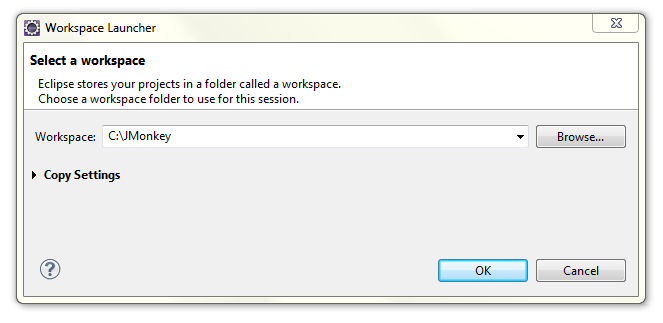 Workspace Launcher
Select a workspace
Eclipse stores your projects in a folder called a workspace.
Choose a workspace folder to use for this session.
Workspace: C:\JMonkey Browse...
Copy Settings
?
OK Cancel